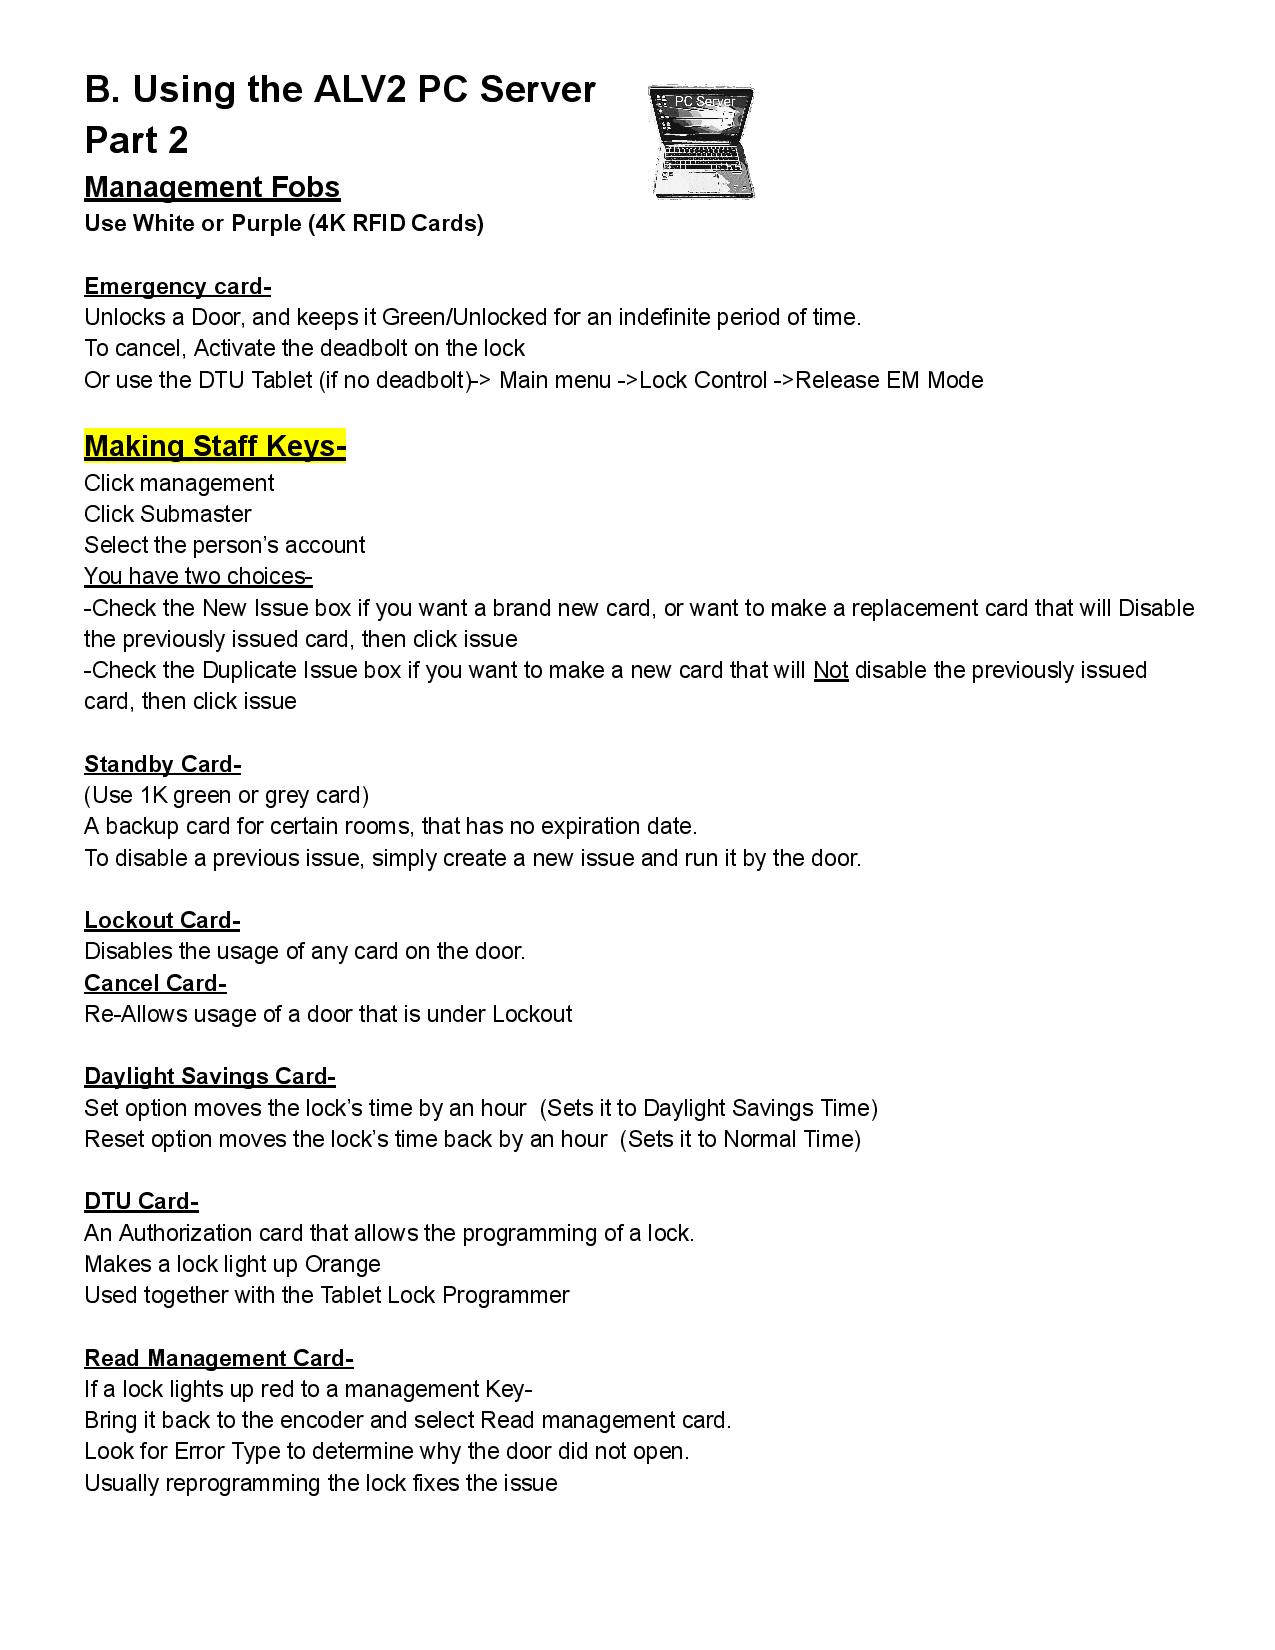 B. Using the ALV2 PC Server
PC Server
Part 2
Management Fobs
Use White or Purple (4K RFID Cards)
Emergency card-
Unlocks a Door, and keeps it Green/Unlocked for an indefinite period of time.
To cancel, Activate the deadbolt on the lock
Or use the DTU Tablet (if no deadbolt)-> Main menu ->Lock Control ->Release EM Mode
Making Staff Keys-
Click management
Click Submaster
Select the person’s account
You have two choices-
-Check the New Issue box if you want a brand new card, or want to make a replacement card that will Disable
the previously issued card, then click issue
-Check the Duplicate Issue box if you want to make a new card that will Not disable the previously issued
card, then click issue
Standby Card-
(Use 1K green or grey card)
A backup card for certain rooms, that has no expiration date.
To disable a previous issue, simply create a new issue and run it by the door.
Lockout Card-
Disables the usage of any card on the door.
Cancel Card-
Re-Allows usage of a door that is under Lockout
Daylight Savings Card-
Set option moves the lock’s time by an hour  (Sets it to Daylight Savings Time)
Reset option moves the lock’s time back by an hour  (Sets it to Normal Time)
DTU Card-
An Authorization card that allows the programming of a lock.
Makes a lock light up Orange
Used together with the Tablet Lock Programmer
Read Management Card-
If a lock lights up red to a management Key-
Bring it back to the encoder and select Read management card.
Look for Error Type to determine why the door did not open.
Usually reprogramming the lock fixes the issue